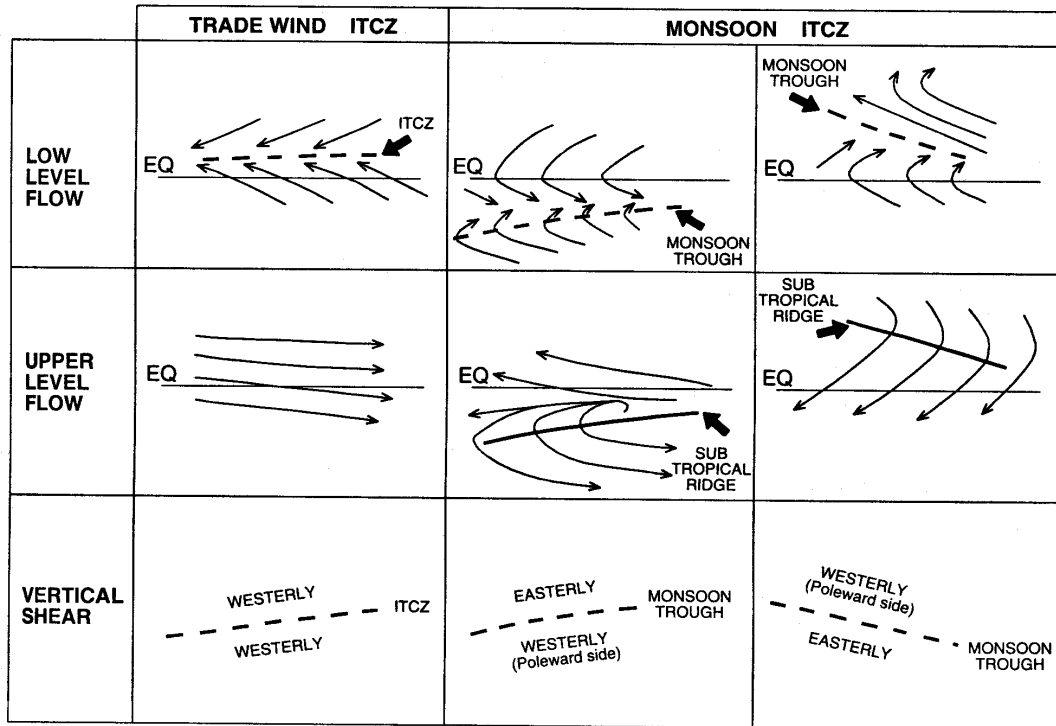 TRADE WIND ITCZ
MONSOON ITCZ
LOW
LEVEL
FLOW
EQ
ITCZ
EQ
MONSOON
TROUGH
MONSOON
TROUGH
EQ
UPPER
LEVEL
FLOW
EQ
EQ
SUB
TROPICAL
RIDGE
SUB
TROPICAL
RIDGE
EQ
VERTICAL
SHEAR
WESTERLY
ITCZ
WESTERLY
EASTERLY
MONSOON
TROUGH
WESTERLY
(Poleward side)
WESTERLY
(Poleward side)
EASTERLY
MONSOON
TROUGH